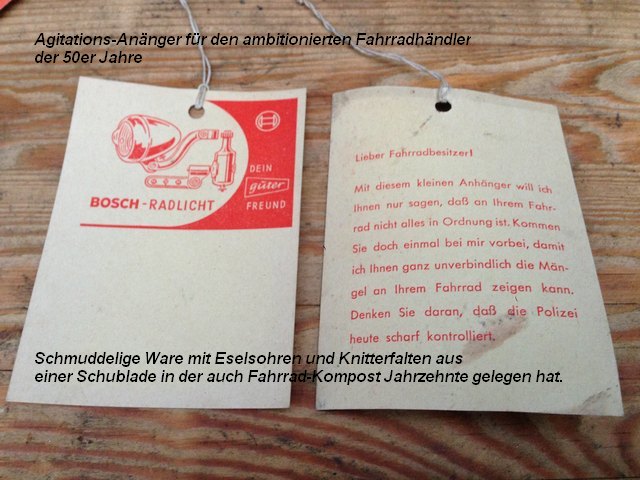 Agitations-Anänger für den ambitionierten Fahrradhändler
der 50er Jahre
DEIN
guter
FREUND
BOSCH-RADLICHT
Lieber Fahrradbesitzer!
Mit diesem kleinen Anhänger will ich
Ihnen nur sagen, daß an Ihrem Fahr-
rad nicht alles in Ordnung ist. Kommen
Sie doch einmal bei mir vorbei, damit
ich Ihnen ganz unverbindlich die Män-
gel an Ihrem Fahrrad zeigen kann.
Denken Sie daran, daß die Polizei
heute scharf kontrolliert.
Schmuddelige Ware mit Eselsohren und Knitterfalten aus
einer Schublade in der auch Fahrrad-Kompost Jahrzehnte gelegen hat.